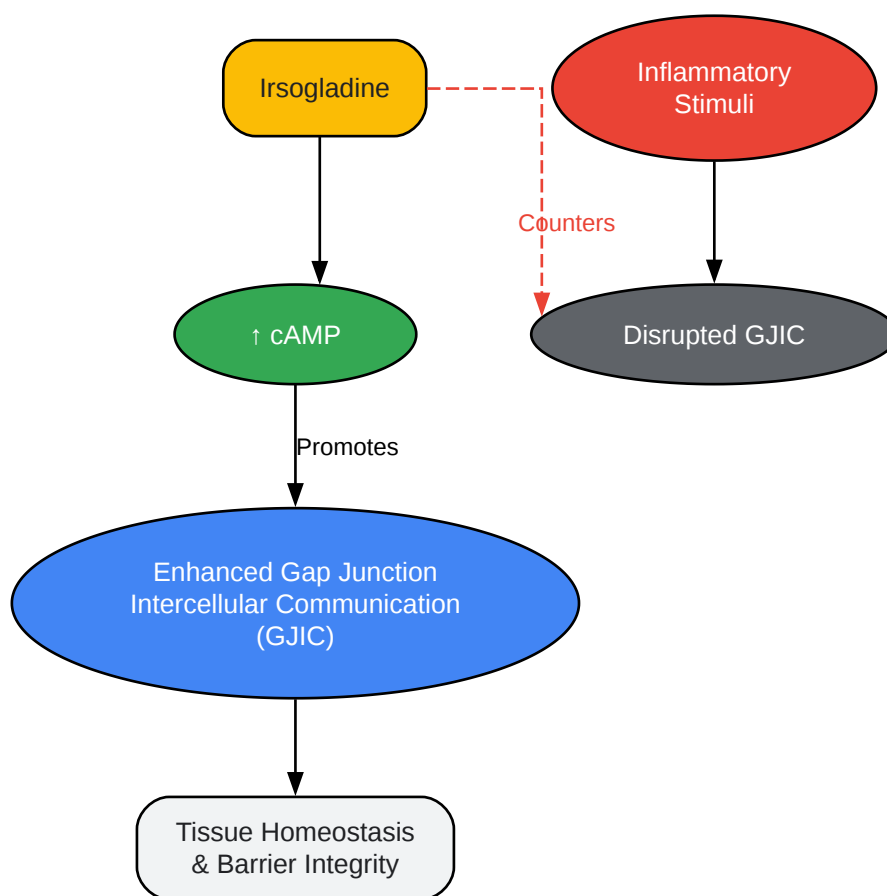 Irsogladine
Inflammatory
Stimuli
Counters
↑ cAMP
Disrupted GJIC
Promotes
Enhanced Gap Junction
Intercellular Communication
(GJIC)
Tissue Homeostasis
& Barrier Integrity